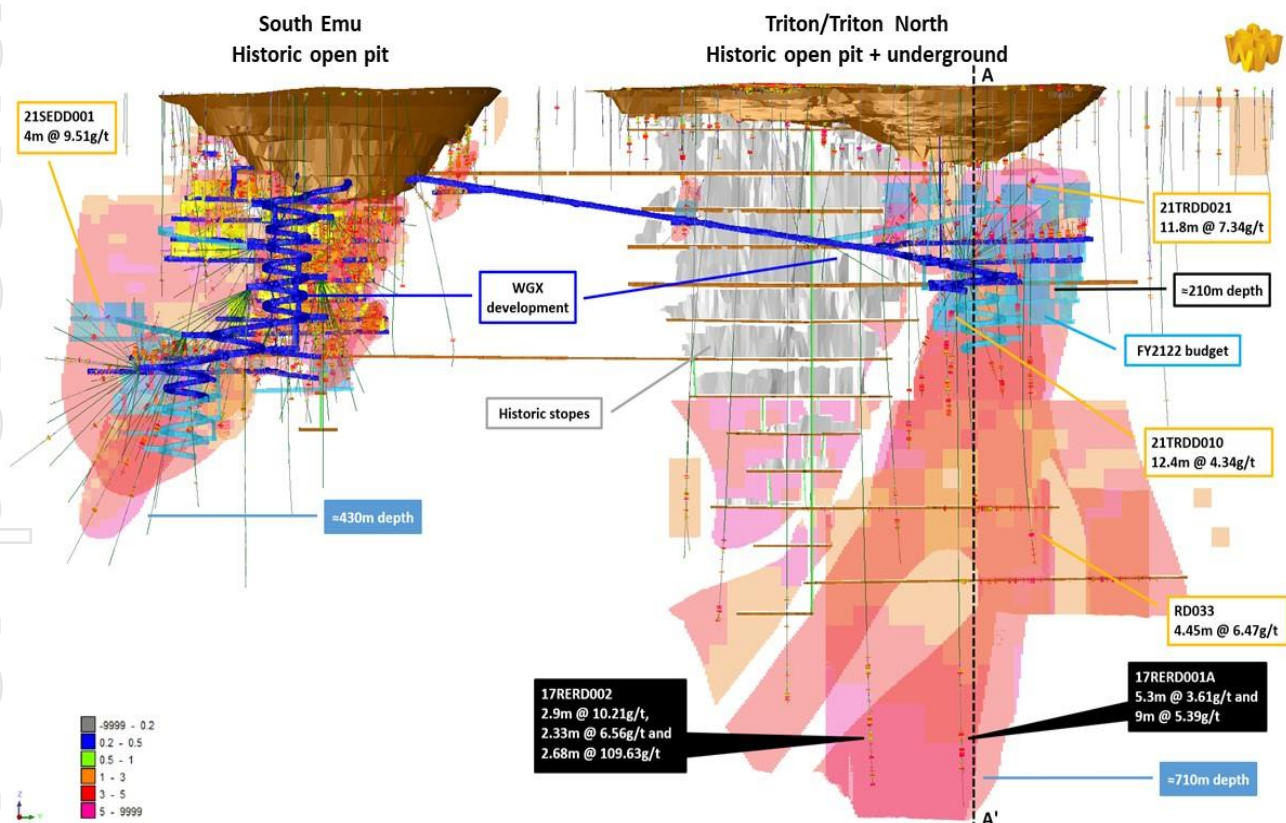 South Emu
Historic open pit
Triton/Triton North
Historic open pit + underground
A
21SEDD001
4m @ 9.51g/t
21TRDD021
11.8m @ 7.34g/t
WGX
development
≈210m depth
FY2122 budget
Historic stopes
21TRDD010
12.4m @ 4.34g/t
≈430m depth
RD033
4.45m @ 6.47g/t
17RERD002
2.9m @ 10.21g/t,
2.33m @ 6.56g/t and
2.68m @ 109.63g/t
17RERD001A
5.3m @ 3.61g/t and
9m @ 5.39g/t
≈710m depth
-9999 - 0.2
0.2 - 0.5
0.5 - 1
1 - 3
3 - 5
5 - 9999
A'